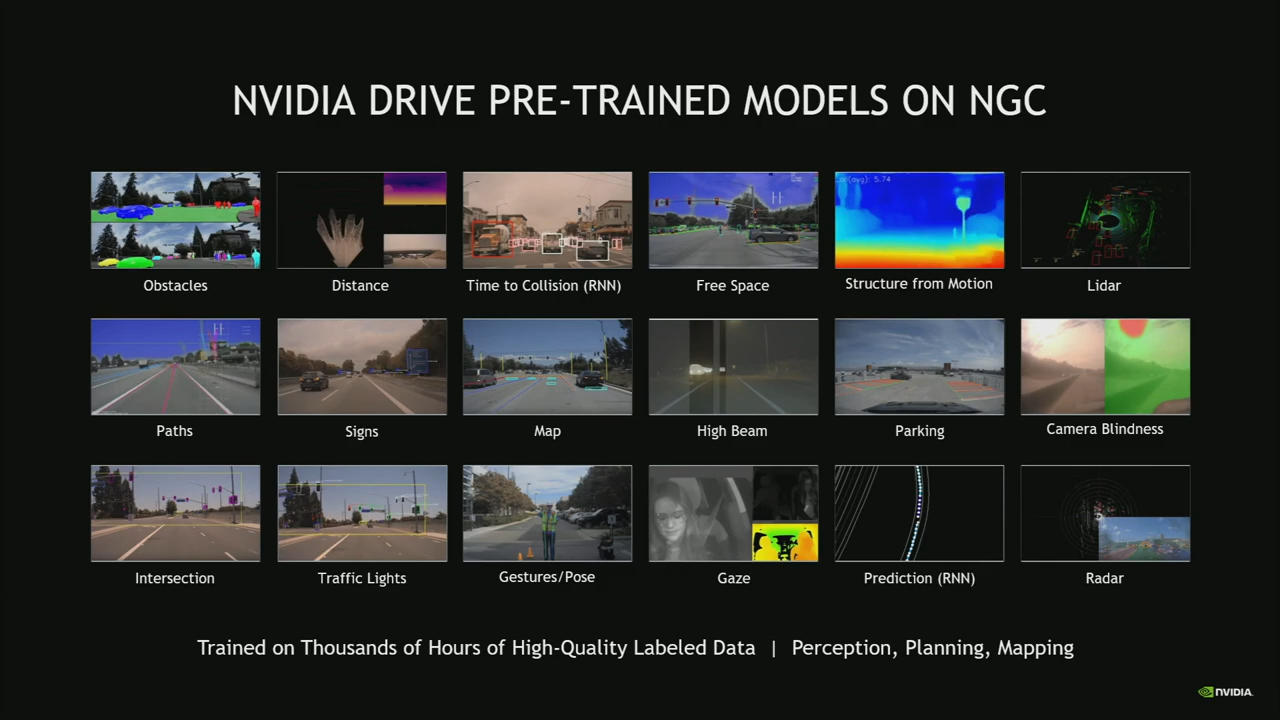 NVIDIA DRIVE PRE-TRAINED MODELS ON NGC
Obstacles
Distance
Time to Collision (RNN)
Free Space
Structure from Motion
Lidar
Paths
Signs
Map
High Beam
Parking
Camera Blindness
Intersection
Traffic Lights
Gestures/Pose
Gaze
Prediction (RNN)
Radar
Trained on Thousands of Hours of High-Quality Labeled Data | Perception, Planning, Mapping
NVIDIA.